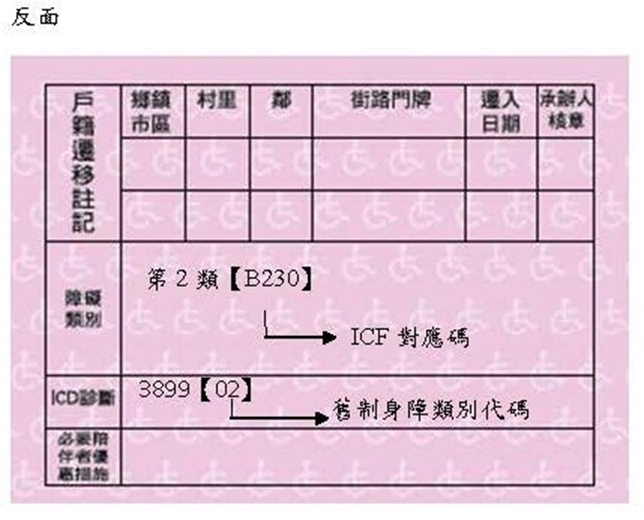 反面
戶籍遷移註記
鄉鎮市區
村里
鄰
街路門牌
遷入日期
承辦人核章
障礙類別
第2類【B230】
ICF 對應碼
ICD診斷
3899【02】
舊制身障類別代碼
必要陪伴者優惠措施